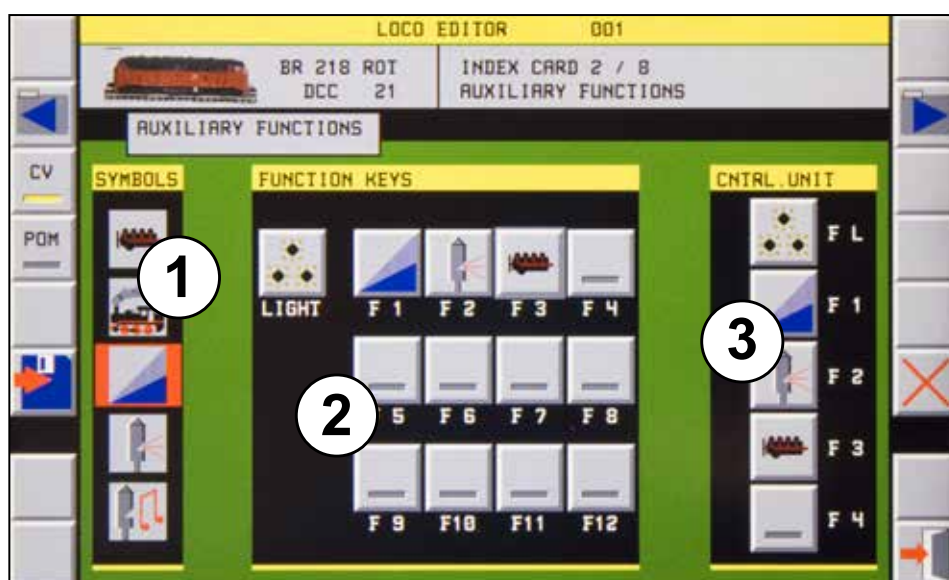 LOCO EDITOR 001
BR 218 ROT
DCC 21
INDEX CARD 2 / 8
AUXILIARY FUNCTIONS
AUXILIARY FUNCTIONS
CV
POM
SYMBOLS
FUNCTION KEYS
CNTRL.UNIT
1
2
3
LIGHT F 1 F 2 F 3 F 4
5 F 6 F 7 F 8
F 9 F10 F11 F12
F L
F 1
F 2
F 3
F 4